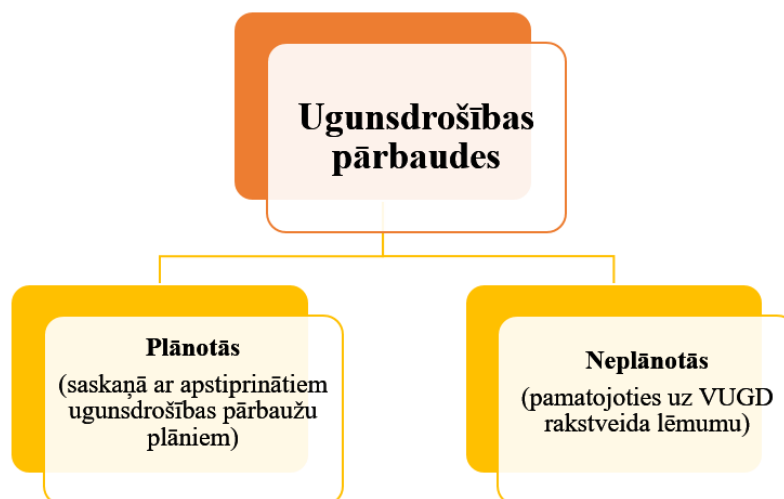 Ugunsdrošības
pārbaudes
Plānotās
(saskaņā ar apstiprinātiem
ugunsdrošības pārbaužu
plāniem)
Neplānotās
(pamatojoties uz VUGD
rakstveida lēmumu)